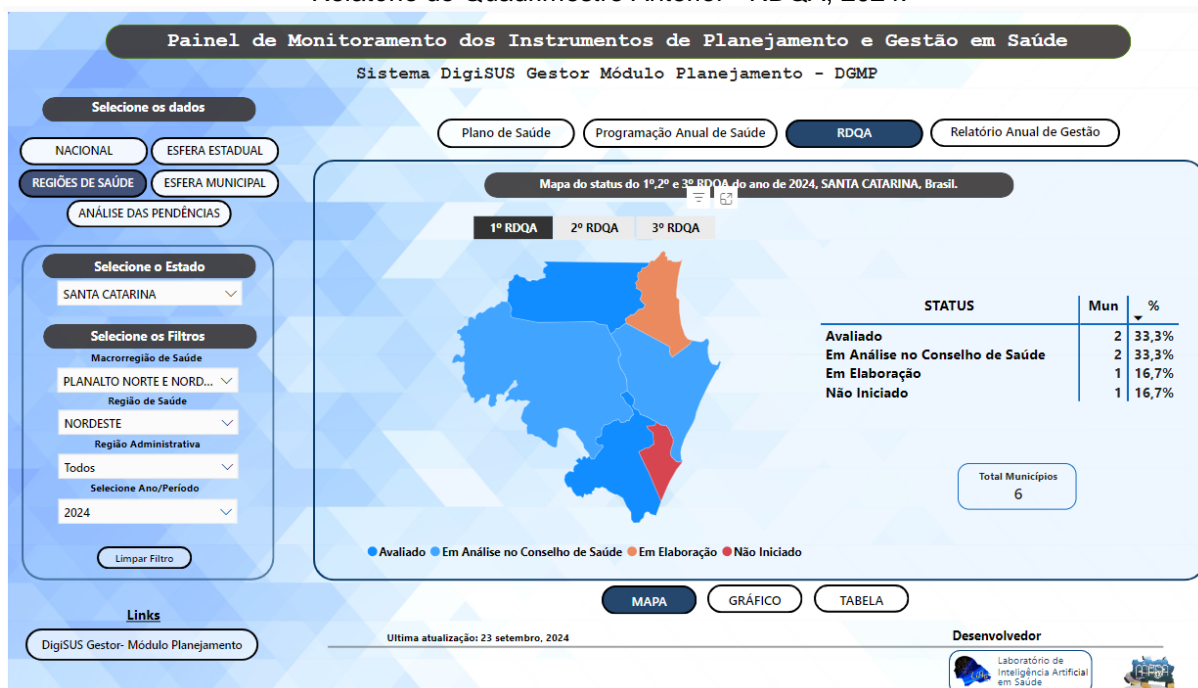 Relatório do Quadrimestre Anterior - RDQA, 2024.
Painel de Monitoramento dos Instrumentos de Planejamento e Gestão em Saúde
Sistema DigiSUS Gestor Módulo Planejamento - DGMP
Selecione os dados
NACIONAL
ESFERA ESTADUAL
REGIÕES DE SAÚDE
ESFERA MUNICIPAL
ANÁLISE DAS PENDÊNCIAS
Plano de Saúde
Programação Anual de Saúde
RDQA
Relatório Anual de Gestão
Mapa do status do 1º,2º e 3º RDQA do ano de 2024, SANTA CATARINA, Brasil.
1º RDQA 2º RDQA 3º RDQA
Selecione o Estado
SANTA CATARINA
Selecione os Filtros
Macrorregião de Saúde
PLANALTO NORTE E NORD...
Região de Saúde
NORDESTE
Região Administrativa
Todos
Selecione Ano/Período
2024
Limpar Filtro
STATUS Mun %
Avaliado 2 33,3%
Em Análise no Conselho de Saúde 2 33,3%
Em Elaboração 1 16,7%
Não Iniciado 1 16,7%
Total Municípios
6
Avaliado Em Análise no Conselho de Saúde Em Elaboração Não Iniciado
MAPA
GRÁFICO
TABELA
Links
DigiSUS Gestor- Módulo Planejamento
Ultima atualização: 23 setembro, 2024
Desenvolvedor
Laboratório de
Inteligência Artificial
em Saúde